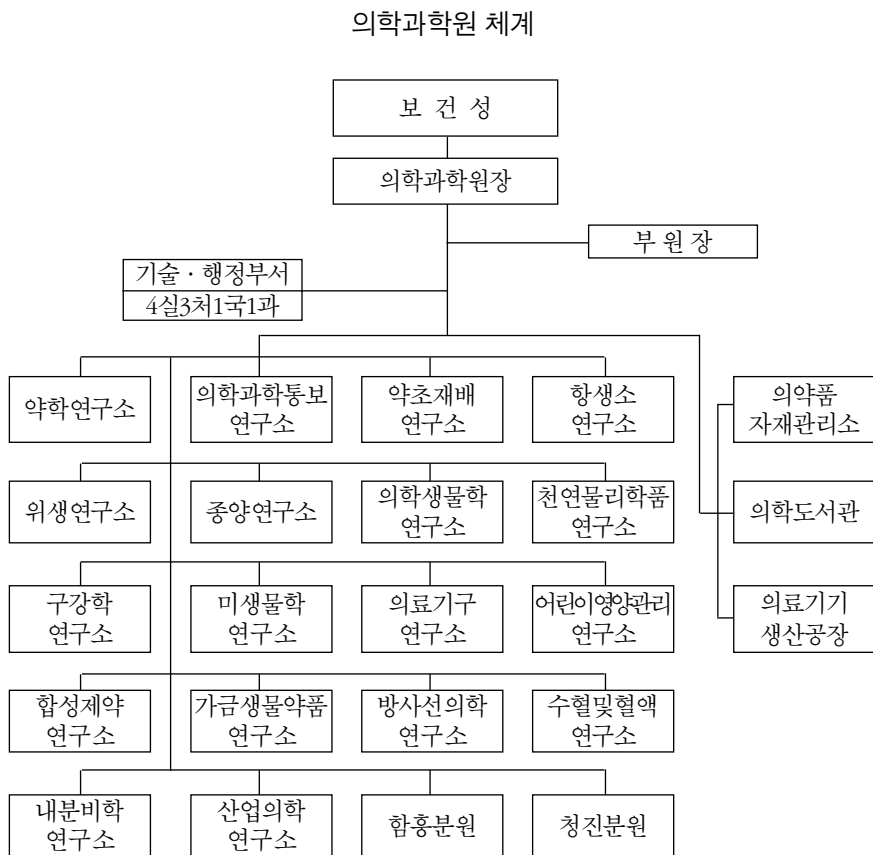 의학과학원 체계
보 건 성
의학과학원장
부 원 장
기술 · 행정부서
4실3처1국1과
약학연구소
의학과학통보
연구소
약초재배
연구소
항생소
연구소
의약품
자재관리소
위생연구소
종양연구소
의학생물학
연구소
천연물리학품
연구소
의학도서관
구강학
연구소
미생물학
연구소
의료기구
연구소
어린이영양관리
연구소
의료기기
생산공장
합성제약
연구소
가금생물약품
연구소
방사선의학
연구소
수혈및혈액
연구소
내분비학
연구소
산업의학
연구소
함흥분원
청진분원